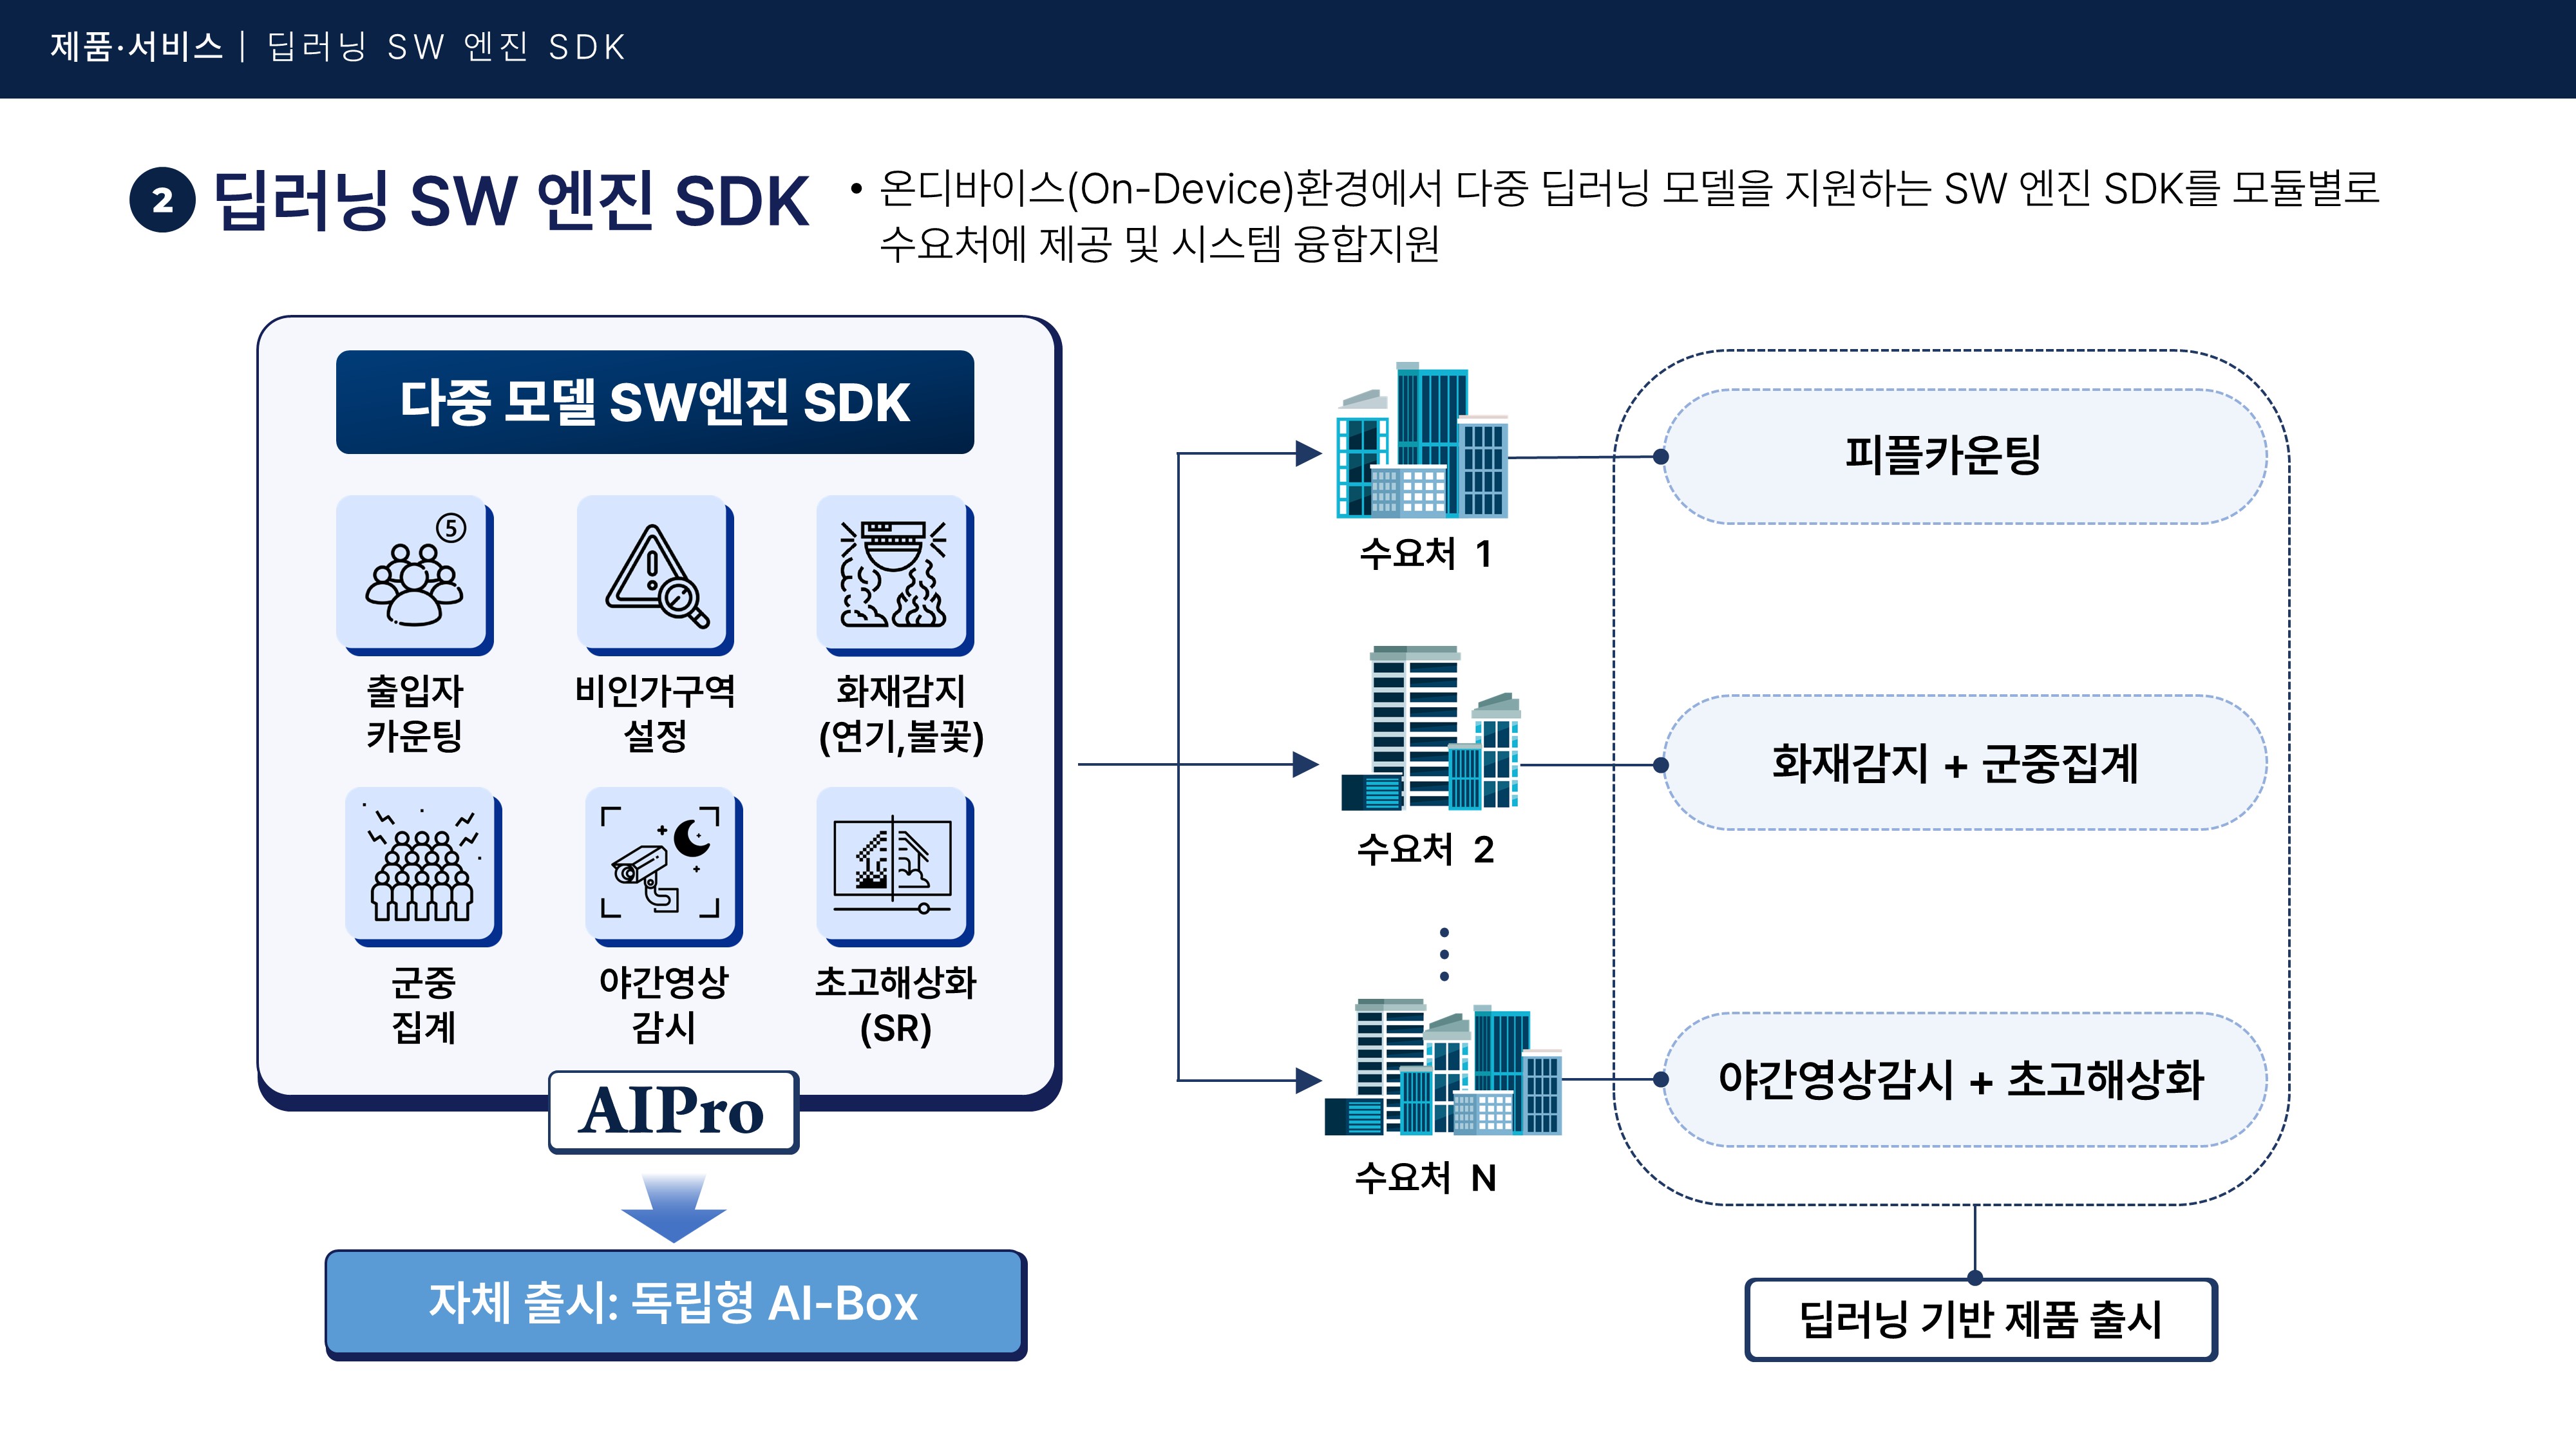 제품·서비스 | 딥러닝 SW 엔진 SDK
2 딥러닝 SW 엔진 SDK
• 온디바이스(On-Device)환경에서 다중 딥러닝 모델을 지원하는 SW 엔진 SDK를 모듈별로
수요처에 제공 및 시스템 융합지원
다중 모델 SW엔진 SDK
5
출입자
카운팅
비인가구역
설정
화재감지
(연기,불꽃)
군중
집계
야간영상
감시
초고해상화
(SR)
AIPro
자체 출시: 독립형 AI-Box
수요처 1
수요처 2
수요처 N
피플카운팅
화재감지 + 군중집계
야간영상감시 + 초고해상화
딥러닝 기반 제품 출시